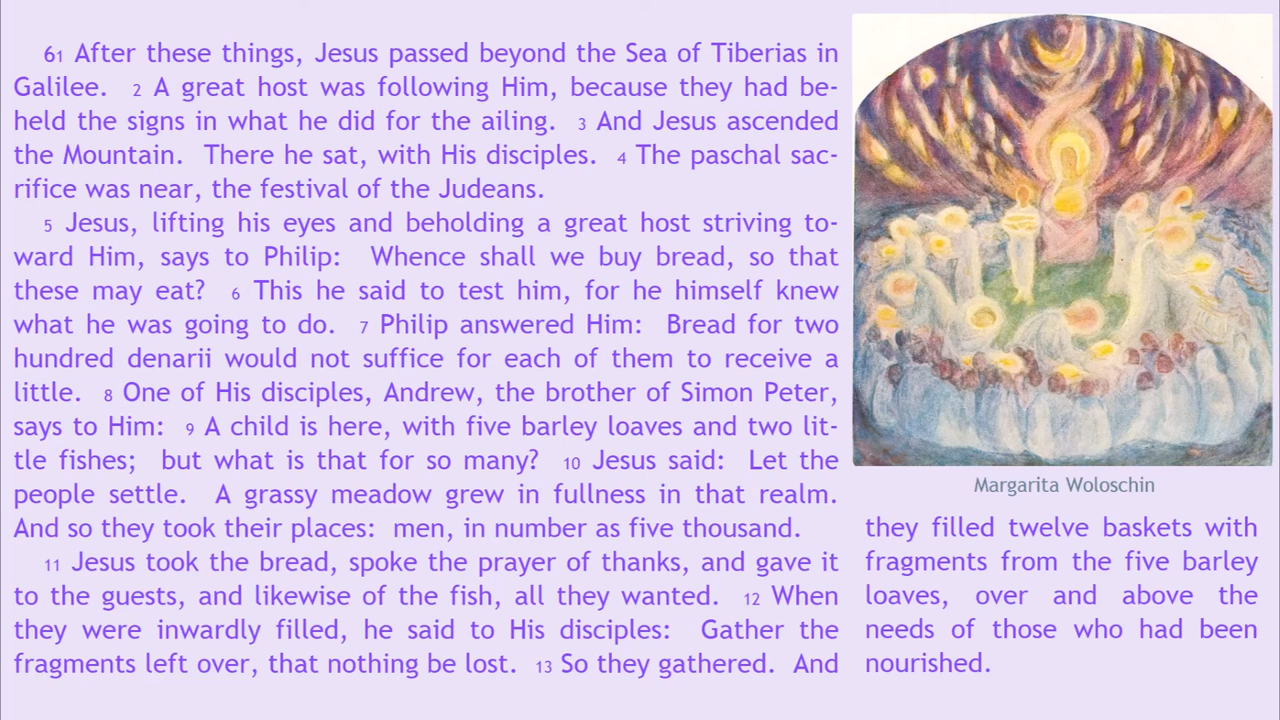 61 After these things, Jesus passed beyond the Sea of Tiberias in
Galilee. 2 A great host was following Him, because they had be-
held the signs in what he did for the ailing. 3 And Jesus ascended
the Mountain. There he sat, with His disciples. 4 The paschal sac-
rifice was near, the festival of the Judeans.
5 Jesus, lifting his eyes and beholding a great host striving to-
ward Him, says to Philip: Whence shall we buy bread, so that
these may eat? 6 This he said to test him, for he himself knew
what he was going to do. 7 Philip answered Him: Bread for two
hundred denarii would not suffice for each of them to receive a
little. 8 One of His disciples, Andrew, the brother of Simon Peter,
says to Him: 9 A child is here, with five barley loaves and two lit-
tle fishes; but what is that for so many? 10 Jesus said: Let the
people settle. A grassy meadow grew in fullness in that realm.
And so they took their places: men, in number as five thousand.
11 Jesus took the bread, spoke the prayer of thanks, and gave it
to the guests, and likewise of the fish, all they wanted. 12 When
they were inwardly filled, he said to His disciples: Gather the
fragments left over, that nothing be lost. 13 So they gathered. And
Margarita Woloschin
they filled twelve baskets with
fragments from the five barley
loaves, over and above the
needs of those who had been
nourished.